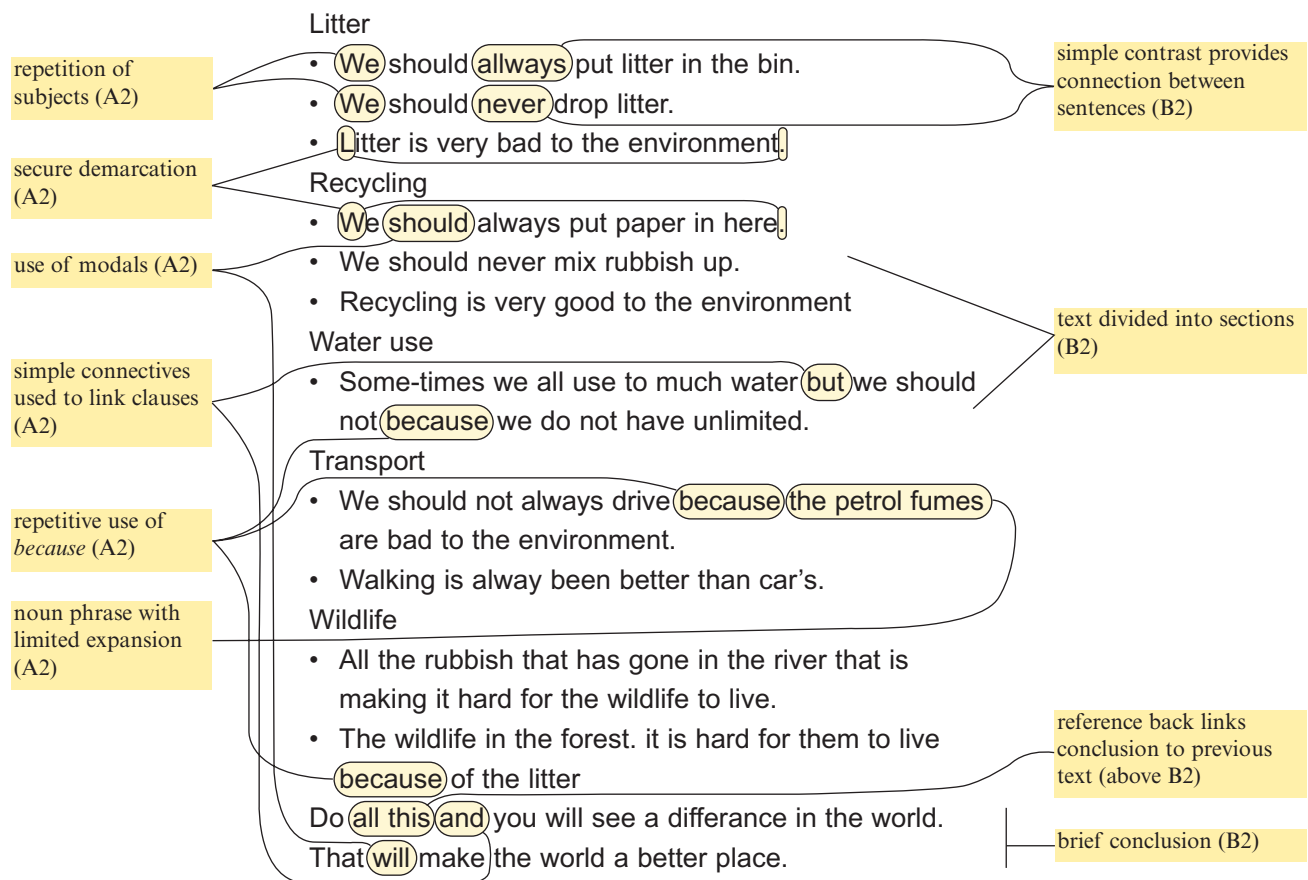 Litter
• We should allways put litter in the bin.
• We should never drop litter.
• Litter is very bad to the environment.
Recycling
• We should always put paper in here.
• We should never mix rubbish up.
• Recycling is very good to the environment
Water use
• Some-times we all use to much water but we should
not because we do not have unlimited.
Transport
• We should not always drive because the petrol fumes
are bad to the environment.
• Walking is alway been better than car's.
Wildlife
• All the rubbish that has gone in the river that is
making it hard for the wildlife to live.
• The wildlife in the forest. it is hard for them to live
because of the litter
Do all this and you will see a differance in the world.
That will make the world a better place.
repetition of
subjects (A2)
secure demarcation
(A2)
use of modals (A2)
simple connectives
used to link clauses
(A2)
repetitive use of
because (A2)
noun phrase with
limited expansion
(A2)
simple contrast provides
connection between
sentences (B2)
text divided into sections
(B2)
reference back links
conclusion to previous
text (above B2)
brief conclusion (B2)